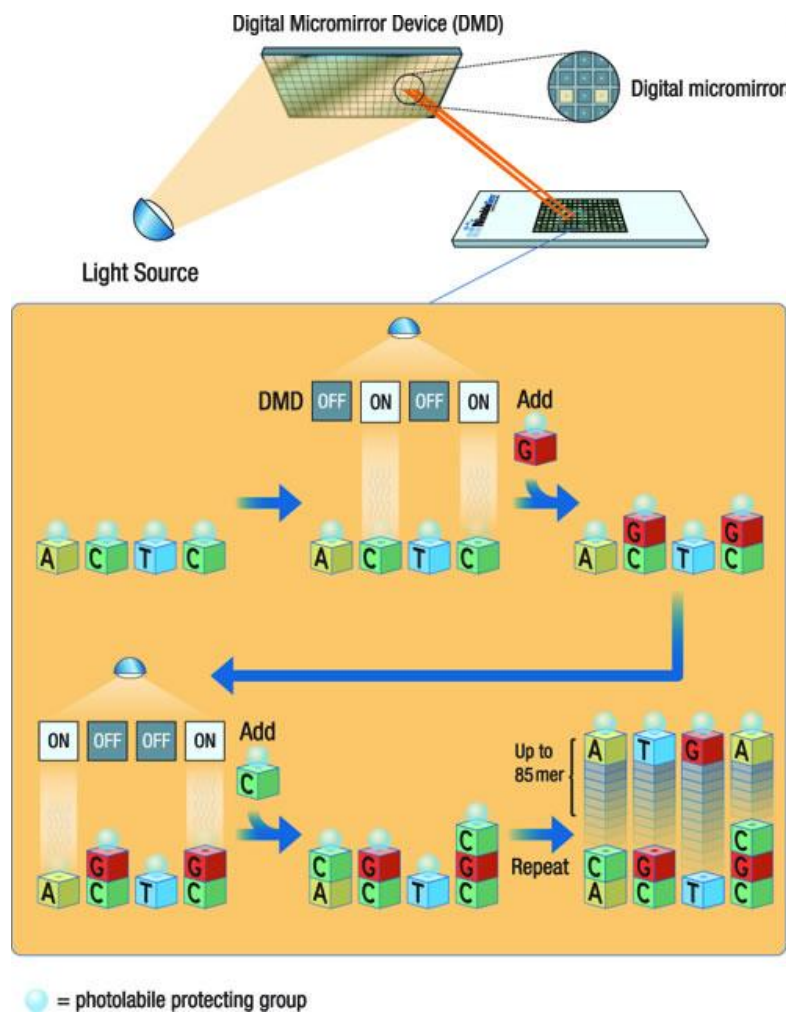 Digital Micromirror Device (DMD)
Digital micromirror
Light Source
DMD OFF ON OFF ON Add
G
G G
A C T C A C T C A C T C
ON OFF OFF ON Add
C
Up to
85 mer
A T G A
C
G G C G G C
A C T C A C T C
Repeat
C G G
A C T C
= photolabile protecting group